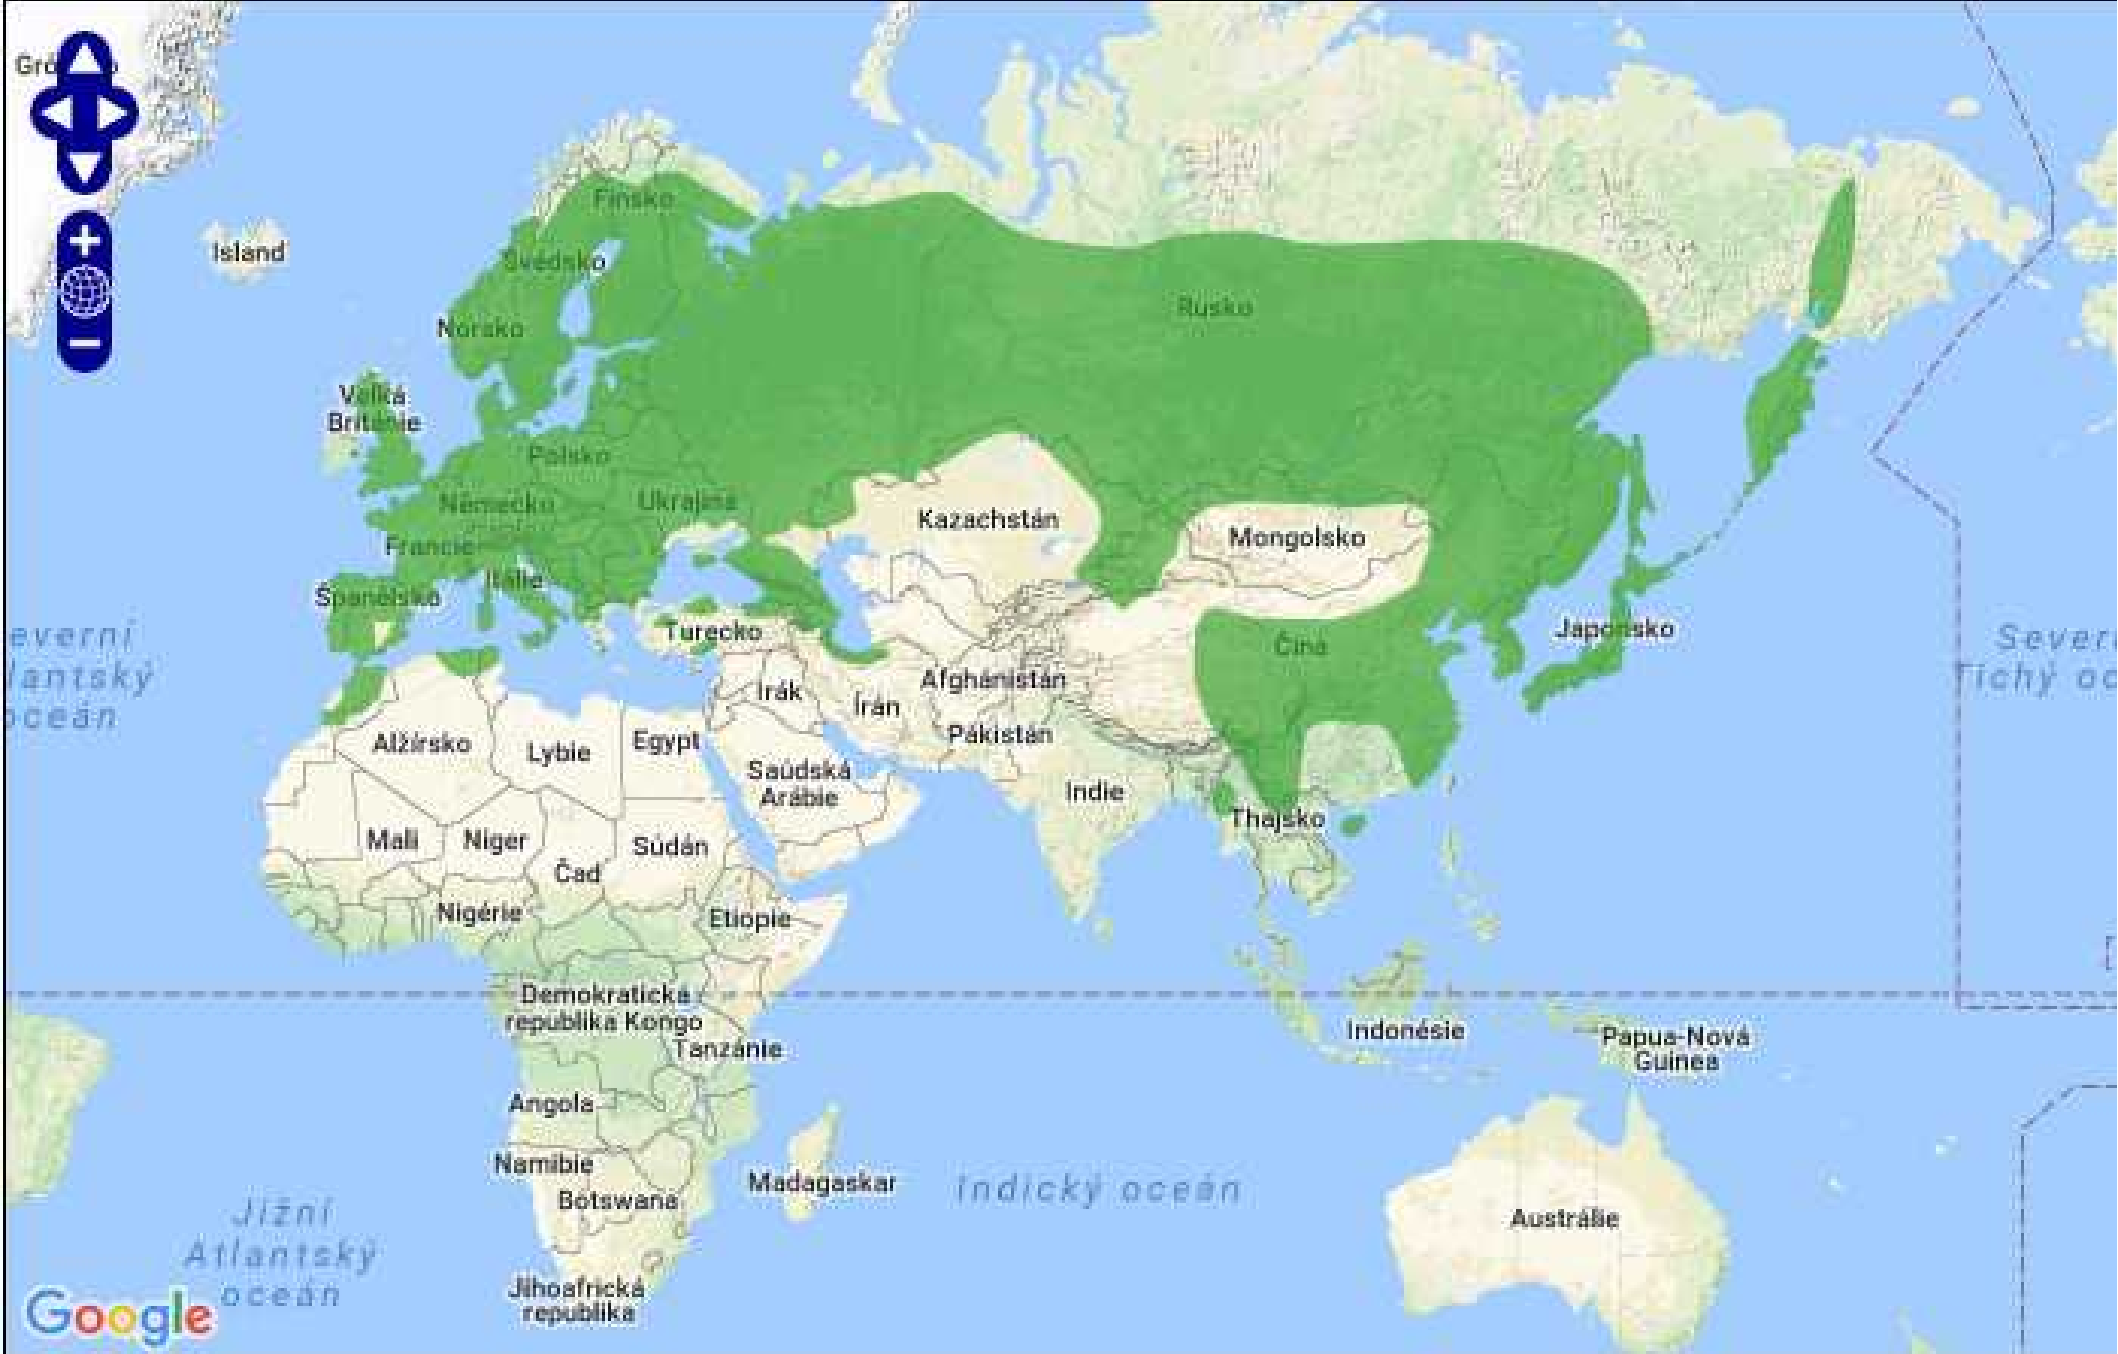 Island
Finsko
Švédsko
Norsko
Rusko
Velká
Británie
Polsko
Německo
Ukrajina
Francie
Itálie
Španělsko
Kazachstán
Mongolsko
Turecko
Čína
Japonsko
Severní
Atlantský
oceán
Irák
Írán
Afghánistán
Pákistán
Alžírsko
Lybie
Egypt
Saúdská
Arábie
Indie
Thajsko
Mali
Niger
Čad
Súdán
Nigérie
Etiopie
Demokratická
republika Kongo
Tanzánie
Indonésie
Papua-Nová
Guinea
Angola
Namibie
Botswana
Madagaskar
Indický oceán
Austrálie
Jižní
Atlantský
oceán
Jihoafrická
republika
Google